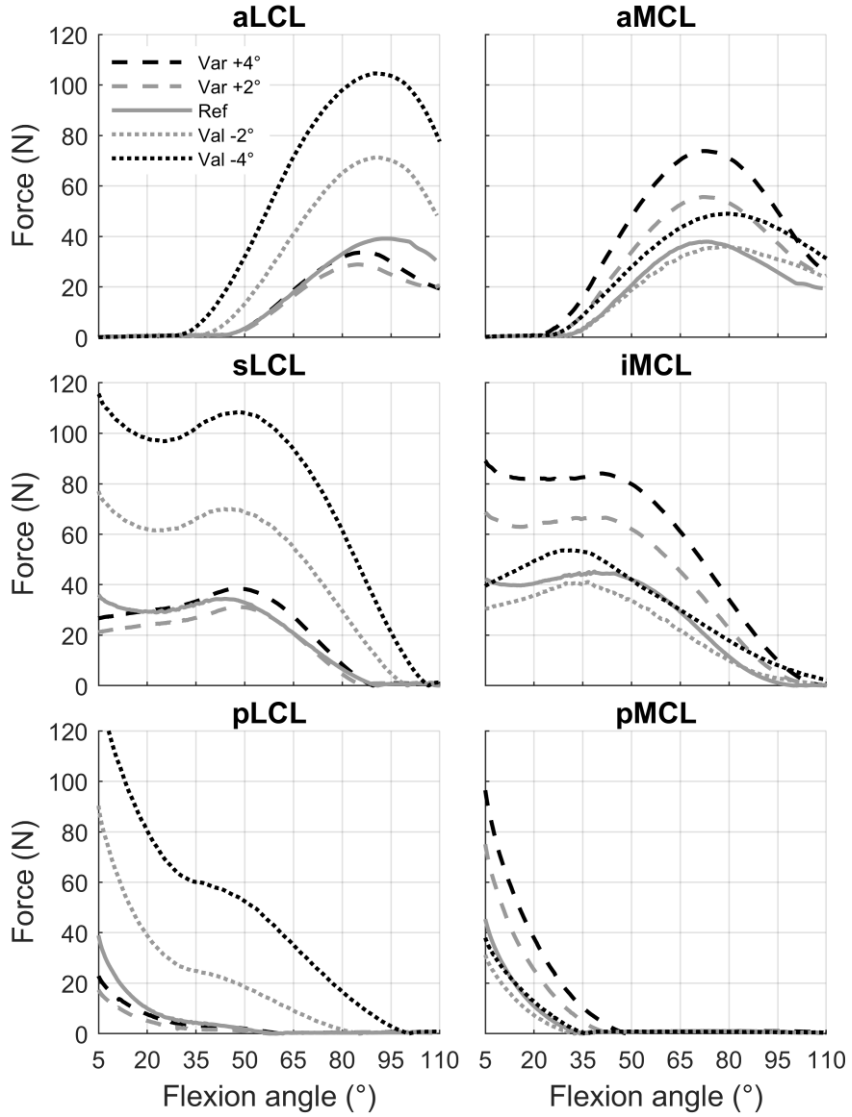 aLCL
aMCL
120
100
80
60
40
20
0
Force (N)
Var +4°
Var +2°
Ref
Val -2°
Val -4°
sLCL
iMCL
120
100
80
60
40
20
0
Force (N)
pLCL
pMCL
120
100
80
60
40
20
0
Force (N)
5 20 35 50 65 80 95 110
5 20 35 50 65 80 95 110
Flexion angle (°)
Flexion angle (°)